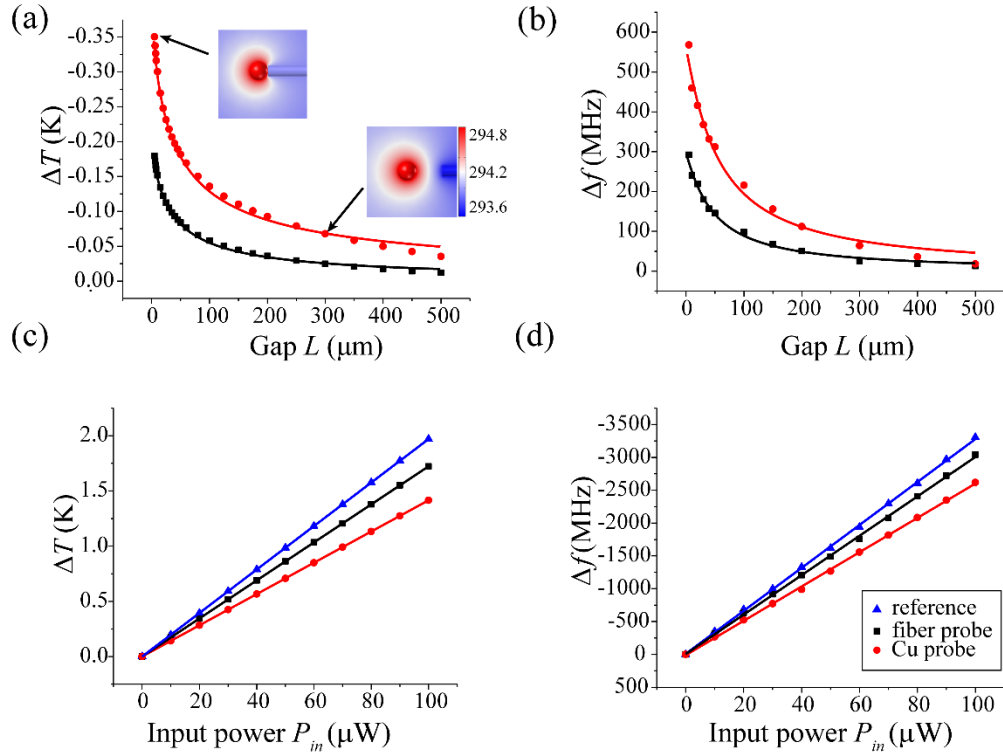 (a)
-0.35
-0.30
-0.25
-0.20
-0.15
-0.10
-0.05
0.00
ΔT (K)
294.8
294.2
293.6
0 100 200 300 400 500
Gap L (μm)
(b)
600
500
400
300
200
100
0
Δf (MHz)
0 100 200 300 400 500
Gap L (μm)
(c)
2.0
1.5
1.0
0.5
0.0
ΔT (K)
0 20 40 60 80 100
Input power Pin (μW)
(d)
-3500
-3000
-2500
-2000
-1500
-1000
-500
0
500
Δf (MHz)
reference
fiber probe
Cu probe
0 20 40 60 80 100
Input power Pin (μW)